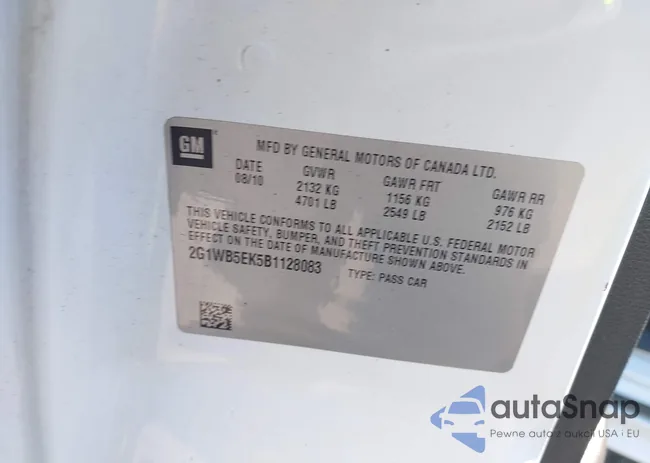 GM
MFD BY GENERAL MOTORS OF CANADA LTD.
DATE GVWR GAWR FRT GAWR RR
08/10 2132 KG 1156 KG 976 KG
4701 LB 2549 LB 2152 LB
THIS VEHICLE CONFORMS TO ALL APPLICABLE U.S. FEDERAL MOTOR
VEHICLE SAFETY, BUMPER, AND THEFT PREVENTION STANDARDS IN
EFFECT ON THE DATE OF MANUFACTURE SHOWN ABOVE.
2G1WB5EK5B1128083 TYPE: PASS CAR
autoSnap
Pewne auta z aukcji USA · EU